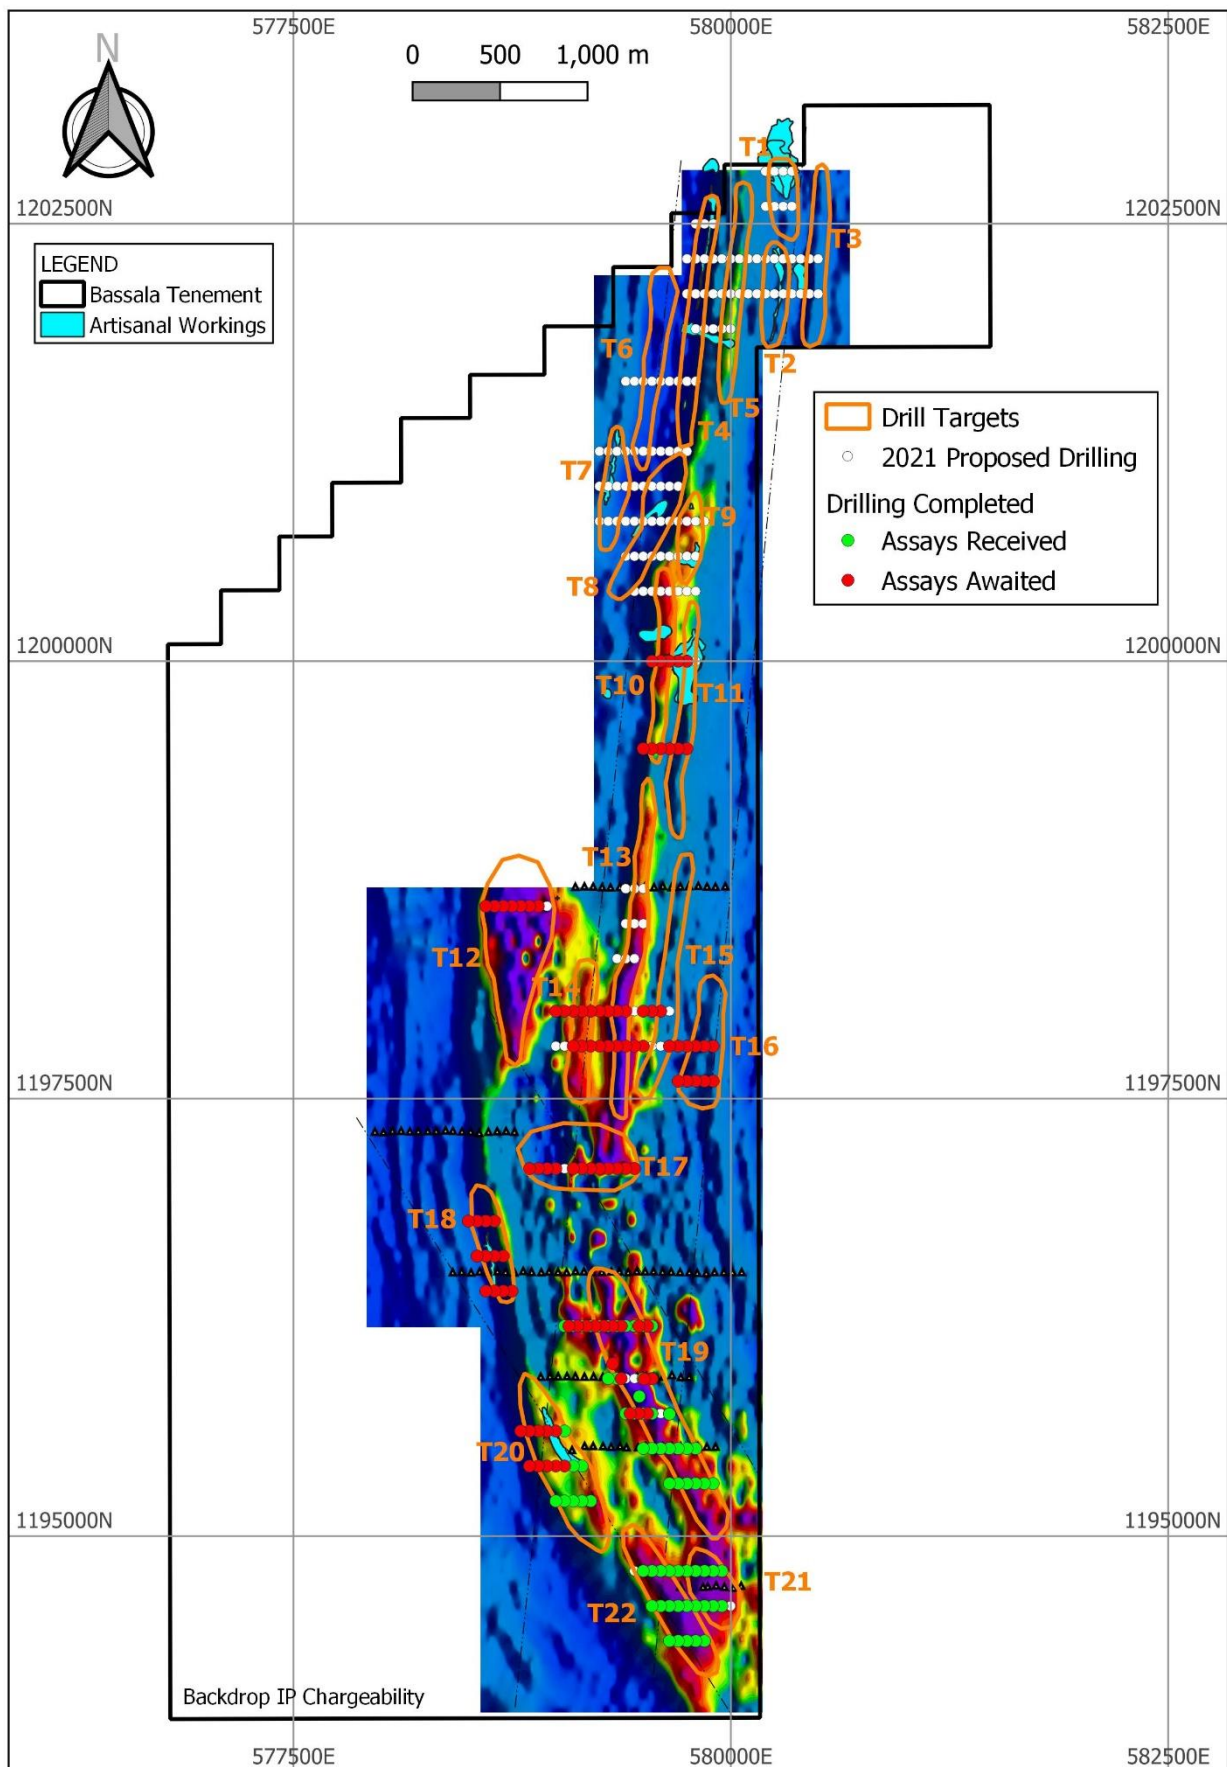 577500E
580000E
582500E
N
0 500 1,000 m
T1
1202500N
1202500N
T3
LEGEND
Bassala Tenement
Artisanal Workings
T6
T2
T5
Drill Targets
T4
2021 Proposed Drilling
T7
T9
Drilling Completed
Assays Received
T8
Assays Awaited
1200000N
1200000N
T10
T11
T13
T12
T15
T14
T16
1197500N
1197500N
T17
T18
T19
T20
1195000N
1195000N
T21
T22
Backdrop IP Chargeability
577500E
580000E
582500E